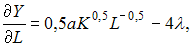 ∂Y/∂L = 0,5aK^0,5 L^−0,5 − 4λ,